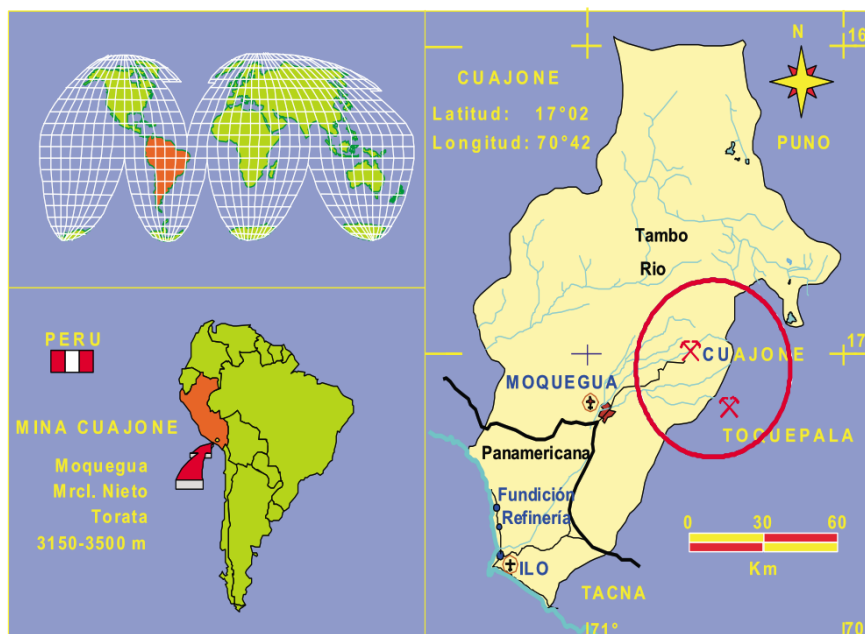 PERU
MINA CUAJONE
Moquegua
Mrcl. Nieto
Torata
3150-3500 m
CUAJONE
Latitud: 17°02
Longitud: 70°42
N
16
PUNO
Tambo
Rio
CUAJONE
17
MOQUEGUA
TOQUEPALA
Panamericana
Fundición
Refinería
0 30 60
Km
ILO
TACNA
71°
70